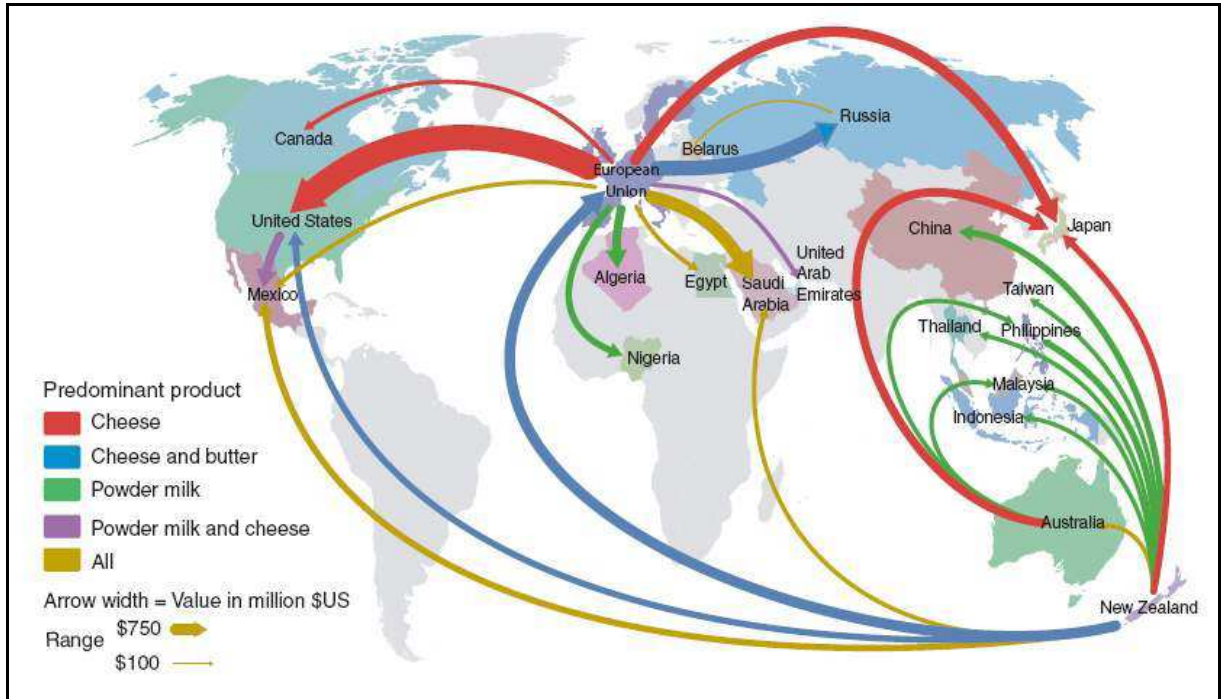 Canada
Russia
Belarus
European
Union
United States
Japan
China
Algeria
Egypt
Saudi
Arabia
United
Arab
Emirates
Mexico
Taiwan
Thailand
Philippines
Nigeria
Malaysia
Indonesia
Australia
New Zealand
Predominant product
Cheese
Cheese and butter
Powder milk
Powder milk and cheese
All
Arrow width = Value in million $US
Range
$750
$100